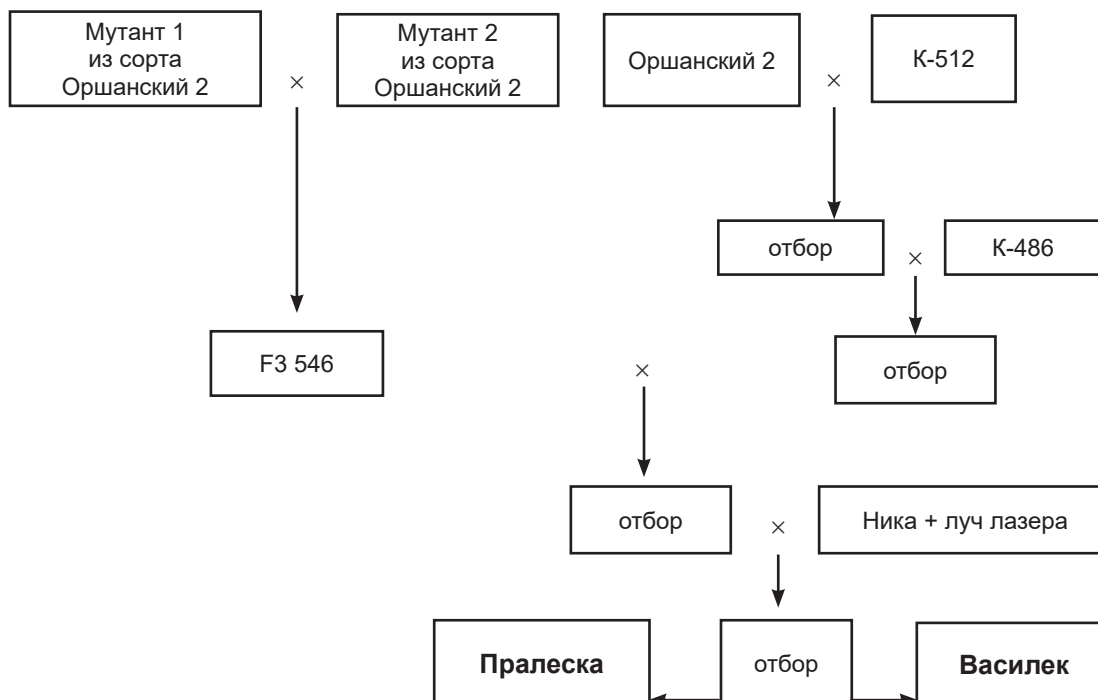 Мутант 1
из сорта
Оршанский 2
×
Мутант 2
из сорта
Оршанский 2
Оршанский 2
×
К-512
отбор
×
К-486
F3 546
×
отбор
отбор
×
Ника + луч лазера
Пралеска
отбор
Василек